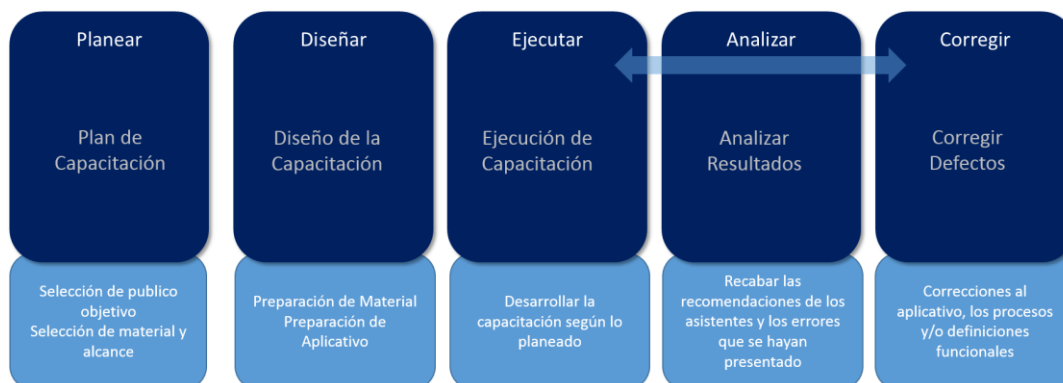 Planear
Plan de
Capacitación
Selección de publico
objetivo
Selección de material y
alcance
Diseñar
Diseño de la
Capacitación
Preparación de Material
Preparación de
Aplicativo
Ejecutar
Ejecución de
Capacitación
Desarrollar la
capacitación según lo
planeado
Analizar
Analizar
Resultados
Recabar las
recomendaciones de los
asistentes y los errores
que se hayan
presentado
Corregir
Corregir
Defectos
Correcciones al
aplicativo, los procesos
y/o definiciones
funcionales